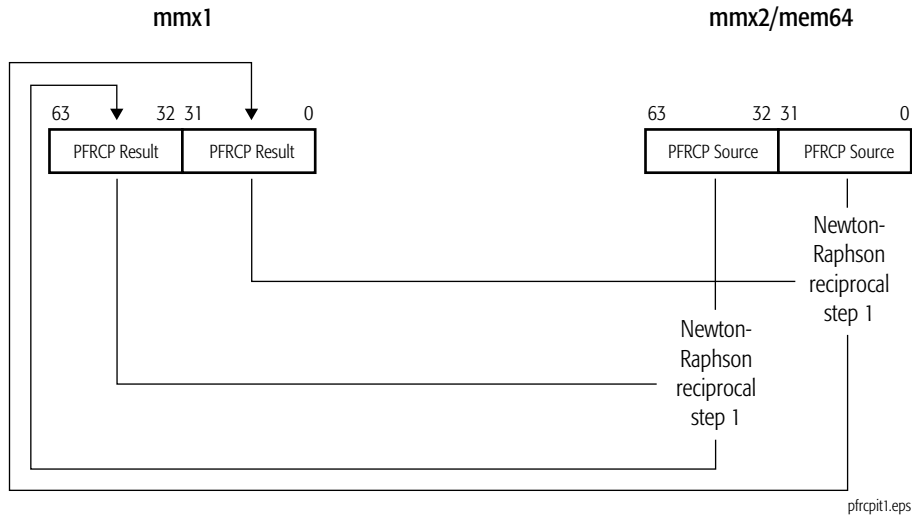 mmx1
mmx2/mem64
63 32 31 0
63 32 31 0
PFRCP Result PFRCP Result
PFRCP Source PFRCP Source
Newton-
Raphson
reciprocal
step 1
Newton-
Raphson
reciprocal
step 1
pfrcpit1.eps